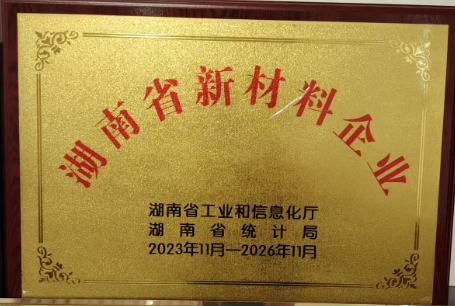 湖南省新材料企业
湖南省工业和信息化厅
湖南省统计局
2023年11月—2026年11月